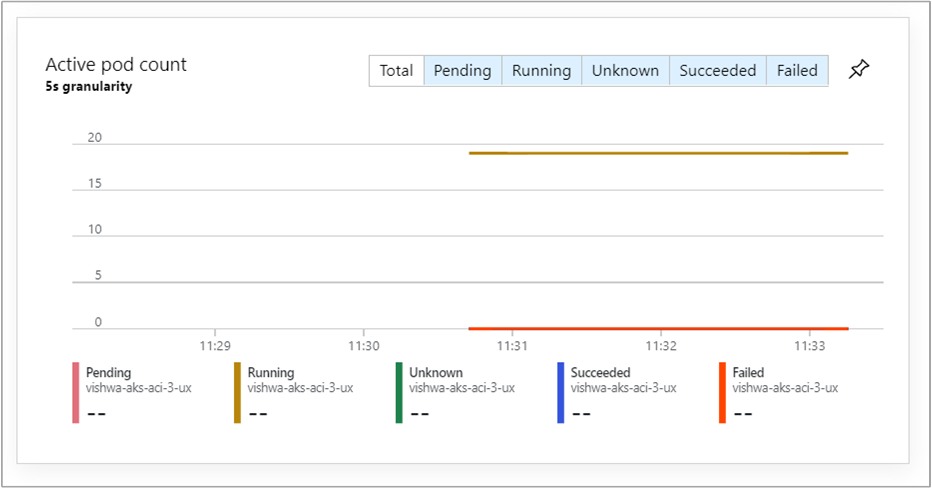 Active pod count
5s granularity
Total Pending Running Unknown Succeeded Failed
20
15
10
5
0
11:29 11:30 11:31 11:32 11:33
Pending Running Unknown Succeeded Failed
vishwa-aks-aci-3-ux vishwa-aks-aci-3-ux vishwa-aks-aci-3-ux vishwa-aks-aci-3-ux vishwa-aks-aci-3-ux
-- -- -- -- --